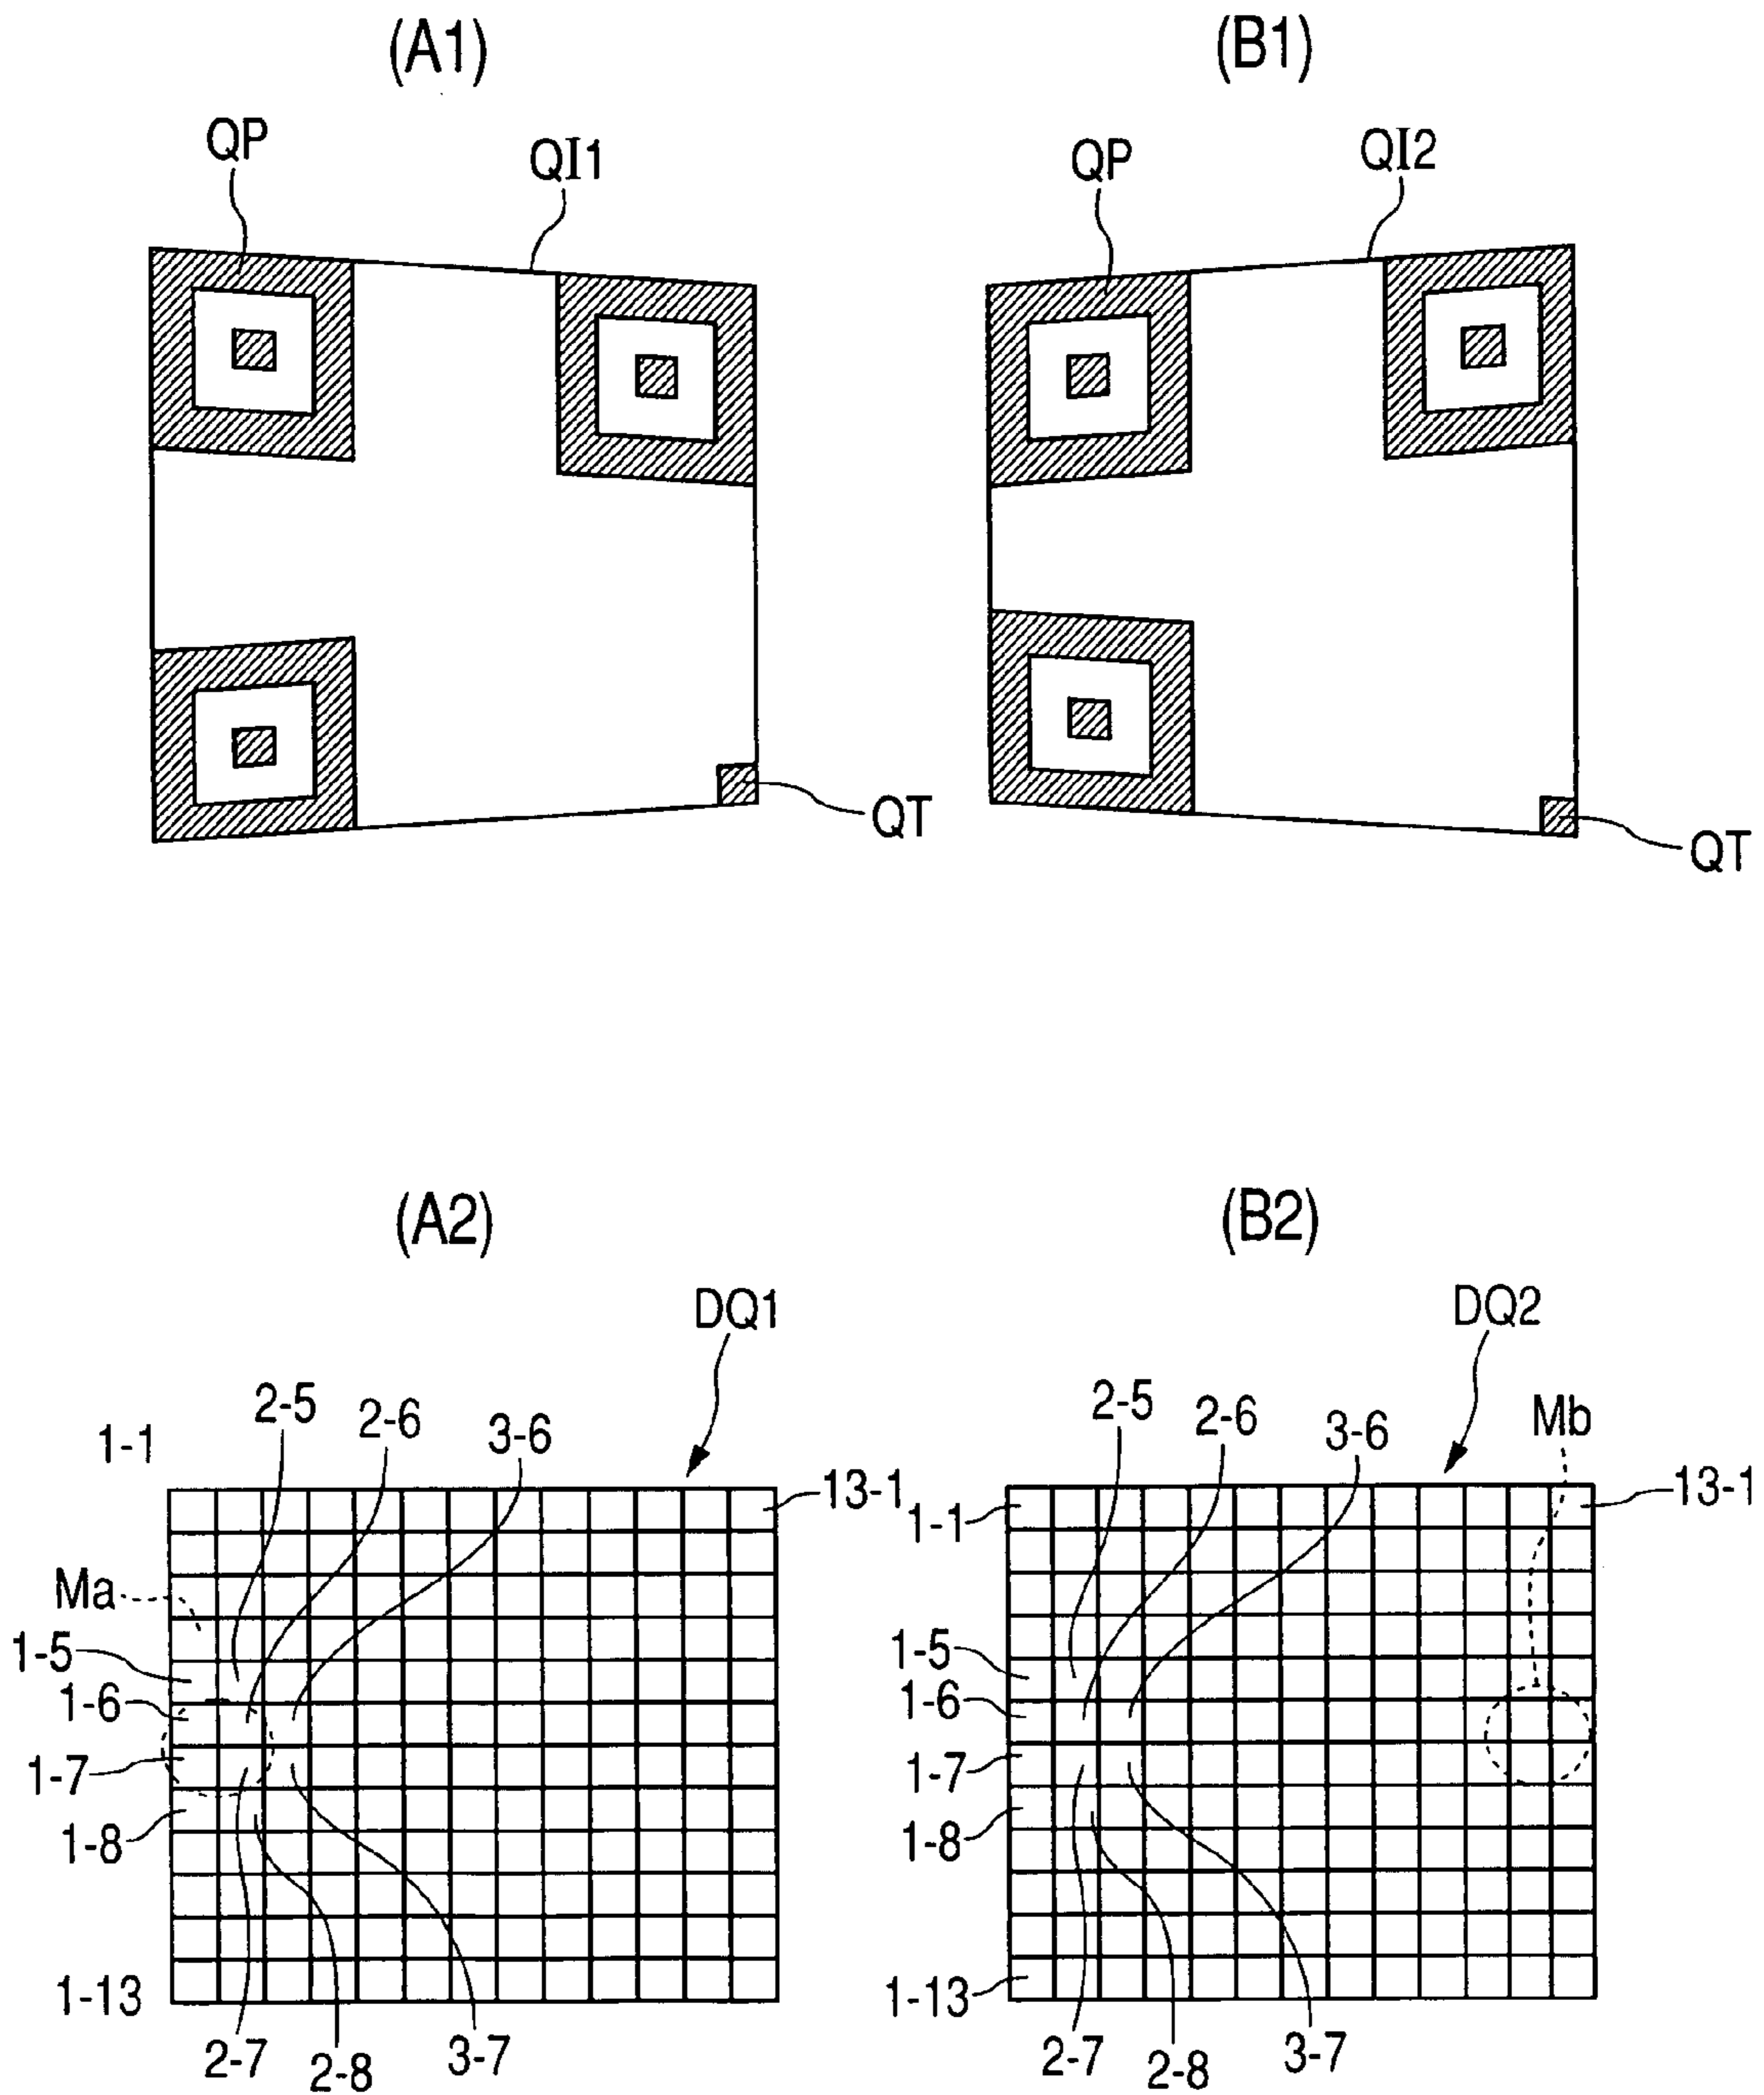 (A1)
(B1)
QP
QI1
QP
QI2
QT
QT
(A2)
(B2)
DQ1
DQ2
2-5
2-6
3-6
1-1
13-1
Ma
1-5
1-6
1-7
1-8
1-13
2-7
2-8
3-7
2-5
2-6
3-6
Mb
1-1
13-1
1-5
1-6
1-7
1-8
1-13
2-7
2-8
3-7